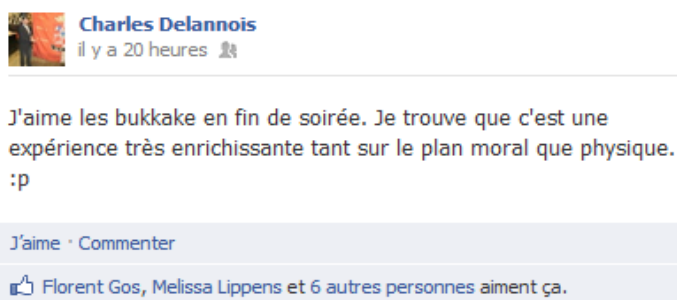 Charles Delannois
il y a 20 heures
J'aime les bukkake en fin de soirée. Je trouve que c'est une
expérience très enrichissante tant sur le plan moral que physique.
:p
J'aime · Commenter
Florent Gos, Melissa Lippens et 6 autres personnes aiment ça.